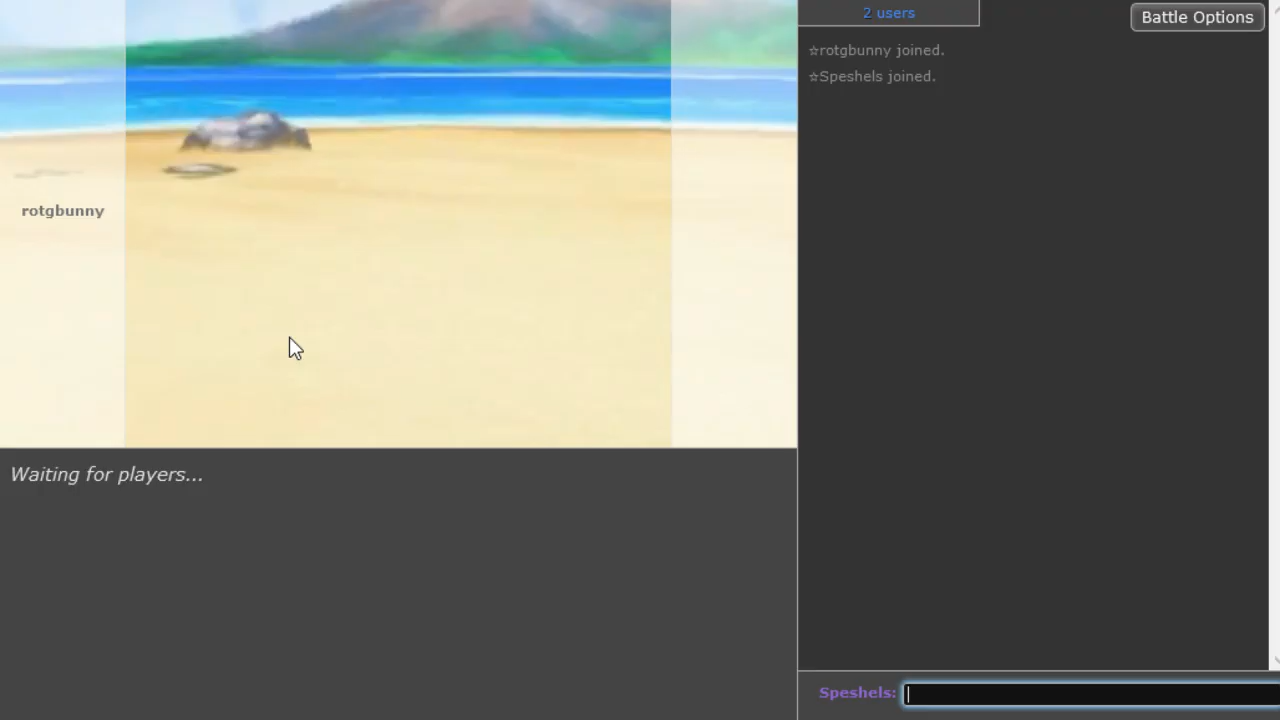 2 users
Battle Options
☆rotgbunny joined.
☆Speshels joined.
rotgbunny
Waiting for players...
Speshels: